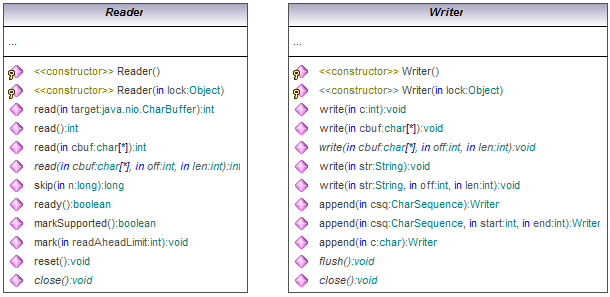 Reader
...
<<constructor>> Reader()
<<constructor>> Reader(in lock:Object)
read(in target:java.nio.CharBuffer):int
read():int
read(in cbuf:char[*]):int
read(in cbuf:char[*], in off:int, in len:int):int
skip(in n:long):long
ready():boolean
markSupported():boolean
mark(in readAheadLimit:int):void
reset():void
close():void
Writer
...
<<constructor>> Writer()
<<constructor>> Writer(in lock:Object)
write(in c:int):void
write(in cbuf:char[*]):void
write(in cbuf:char[*], in off:int, in len:int):void
write(in str:String):void
write(in str:String, in off:int, in len:int):void
append(in csq:CharSequence):Writer
append(in csq:CharSequence, in start:int, in end:int):Writer
append(in c:char):Writer
flush():void
close():void